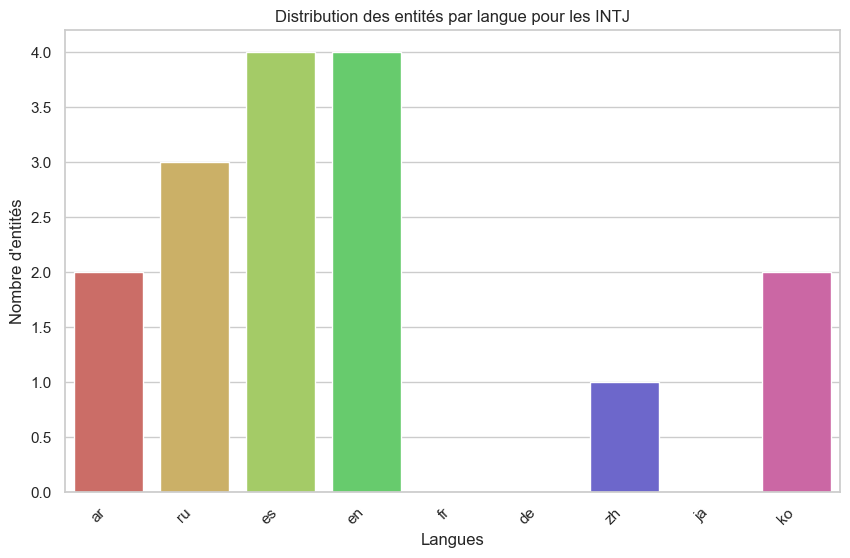 Distribution des entités par langue pour les INTJ
Nombre d'entités
4.0
3.5
3.0
2.5
2.0
1.5
1.0
0.5
0.0
ar
ru
es
en
fr
de
zh
ja
ko
Langues